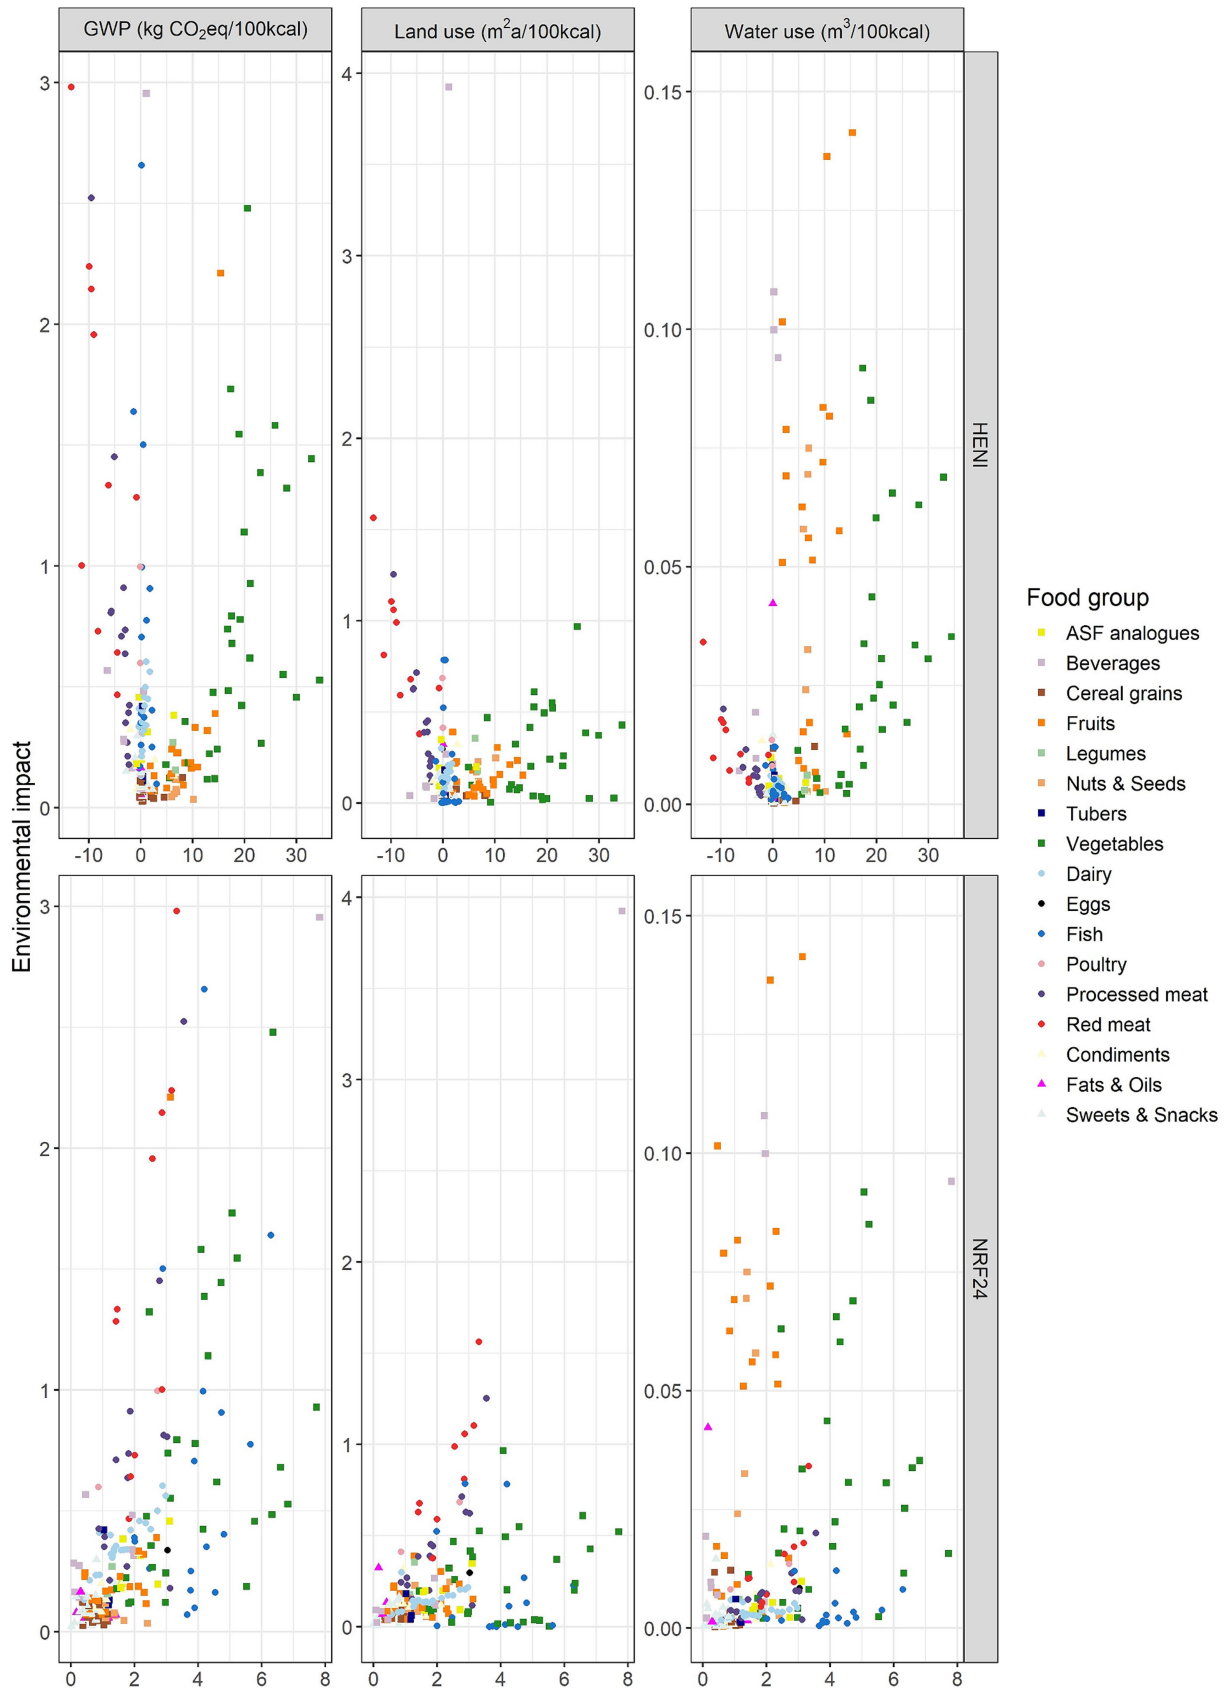 GWP (kg CO₂eq/100kcal)
Land use (m²a/100kcal)
Water use (m³/100kcal)
3
2
1
0
4
3
2
1
0
0.15
0.10
0.05
0.00
HENI
-10 0 10 20 30
-10 0 10 20 30
-10 0 10 20 30
Environmental impact
3
2
1
0
4
3
2
1
0
0.15
0.10
0.05
0.00
NRF24
0 2 4 6 8
0 2 4 6 8
0 2 4 6 8
Food group
ASF analogues
Beverages
Cereal grains
Fruits
Legumes
Nuts & Seeds
Tubers
Vegetables
Dairy
Eggs
Fish
Poultry
Processed meat
Red meat
Condiments
Fats & Oils
Sweets & Snacks